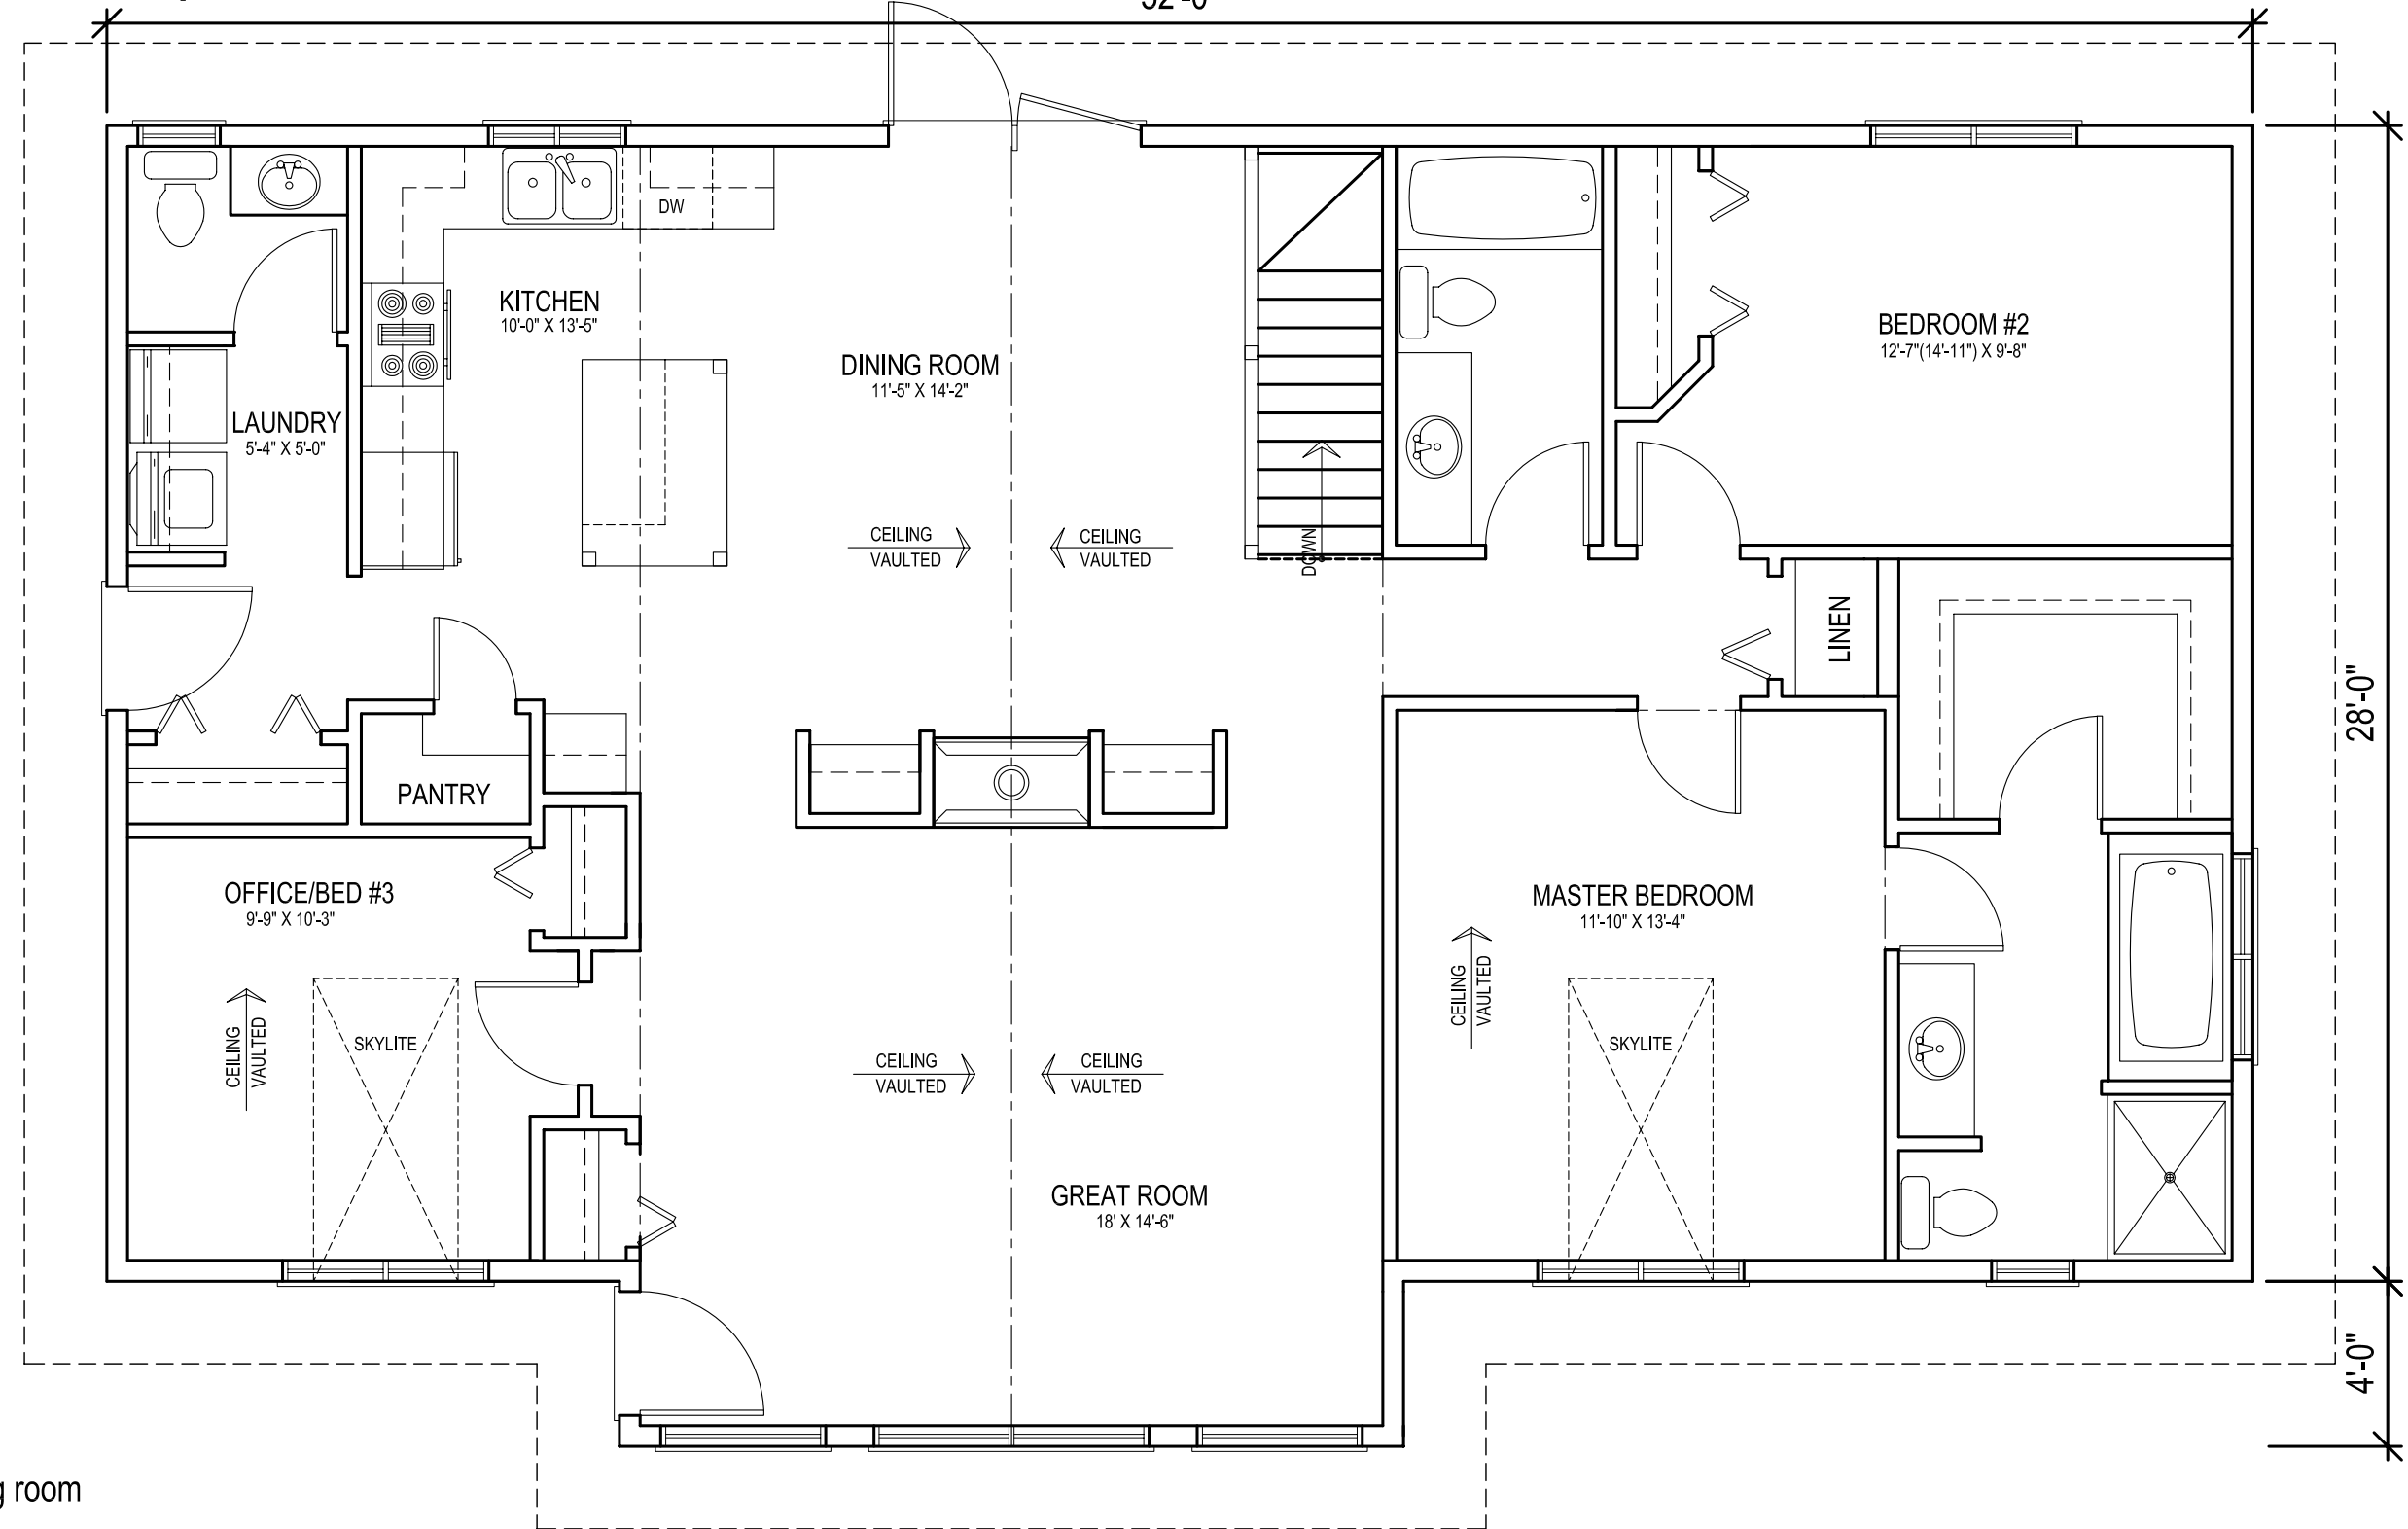 52'-0"
KITCHEN
10'-0" X 13'-5"
DW
DINING ROOM
11'-5" X 14'-2"
BEDROOM #2
12'-7"(14'-11") X 9'-8"
LAUNDRY
5'-4" X 5'-0"
CEILING
VAULTED
CEILING
VAULTED
DOWN
LINEN
28'-0"
PANTRY
OFFICE/BED #3
9'-9" X 10'-3"
MASTER BEDROOM
11'-10" X 13'-4"
CEILING
VAULTED
SKYLITE
CEILING
VAULTED
CEILING
VAULTED
CEILING
VAULTED
SKYLITE
GREAT ROOM
18' X 14'-6"
4'-0"
room